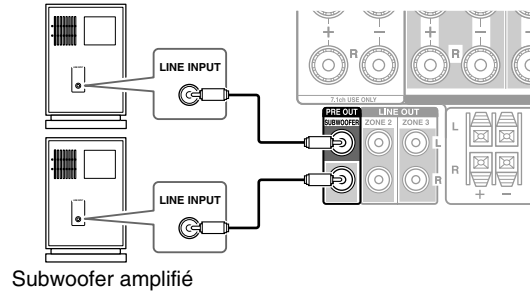 + − + −
R R
7.1ch USE ONLY
LINE INPUT
PRE OUT LINE OUT
SUBWOOFER ZONE 2 ZONE 3
L L
R R
+ −
LINE INPUT
Subwoofer amplifié